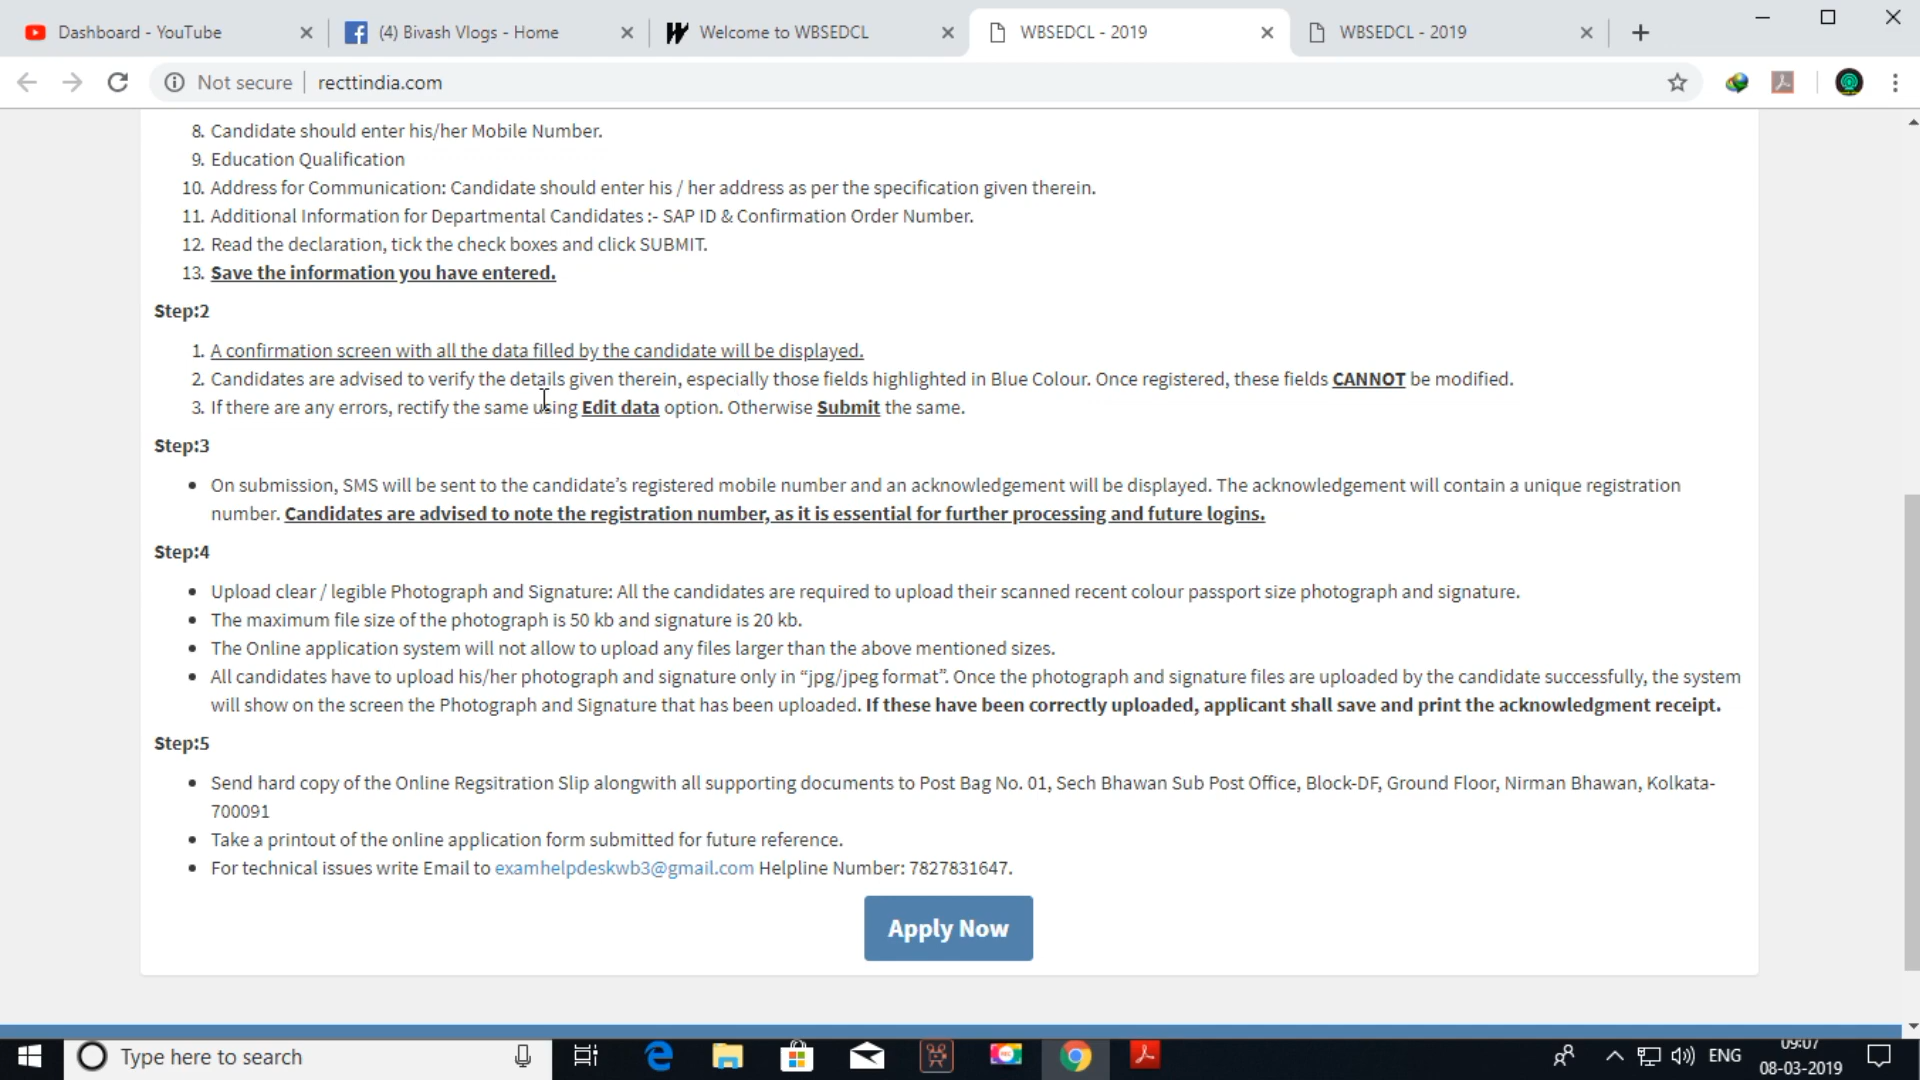 Dashboard - YouTube
(4) Bivash Vlogs - Home
Welcome to WBSEDCL
WBSEDCL - 2019
WBSEDCL - 2019
Not secure
recttindia.com
8. Candidate should enter his/her Mobile Number.
9. Education Qualification
10. Address for Communication: Candidate should enter his / her address as per the specification given therein.
11. Additional Information for Departmental Candidates :- SAP ID & Confirmation Order Number.
12. Read the declaration, tick the check boxes and click SUBMIT.
13. Save the information you have entered.
Step:2
1. A confirmation screen with all the data filled by the candidate will be displayed.
2. Candidates are advised to verify the details given therein, especially those fields highlighted in Blue Colour. Once registered, these fields CANNOT be modified.
3. If there are any errors, rectify the same using Edit data option. Otherwise Submit the same.
Step:3
On submission, SMS will be sent to the candidate’s registered mobile number and an acknowledgement will be displayed. The acknowledgement will contain a unique registration
number. Candidates are advised to note the registration number, as it is essential for further processing and future logins.
Step:4
Upload clear / legible Photograph and Signature: All the candidates are required to upload their scanned recent colour passport size photograph and signature.
The maximum file size of the photograph is 50 kb and signature is 20 kb.
The Online application system will not allow to upload any files larger than the above mentioned sizes.
All candidates have to upload his/her photograph and signature only in “jpg/jpeg format”. Once the photograph and signature files are uploaded by the candidate successfully, the system
will show on the screen the Photograph and Signature that has been uploaded. If these have been correctly uploaded, applicant shall save and print the acknowledgment receipt.
Step:5
Send hard copy of the Online Regsitration Slip alongwith all supporting documents to Post Bag No. 01, Sech Bhawan Sub Post Office, Block-DF, Ground Floor, Nirman Bhawan, Kolkata-
700091
Take a printout of the online application form submitted for future reference.
For technical issues write Email to examhelpdeskwb3@gmail.com Helpline Number: 7827831647.
Apply Now
Type here to search
ENG
09:07
08-03-2019